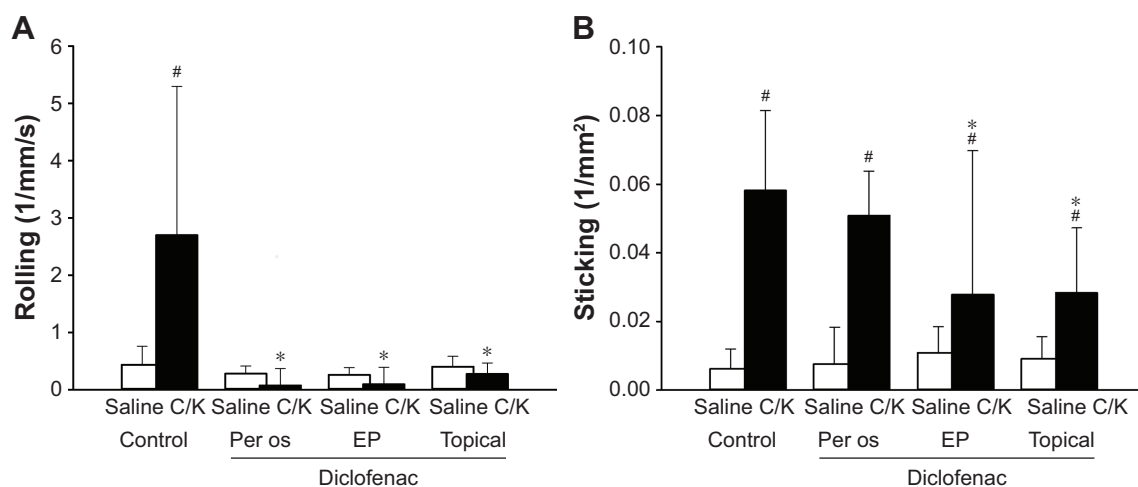 A
Rolling (1/mm/s)
6
5
4
3
2
1
0
#
*
*
*
Saline C/K Saline C/K Saline C/K Saline C/K
Control Per os EP Topical
Diclofenac
B
Sticking (1/mm²)
0.10
0.08
0.06
0.04
0.02
0.00
#
#
*
#
*
#
Saline C/K Saline C/K Saline C/K Saline C/K
Control Per os EP Topical
Diclofenac